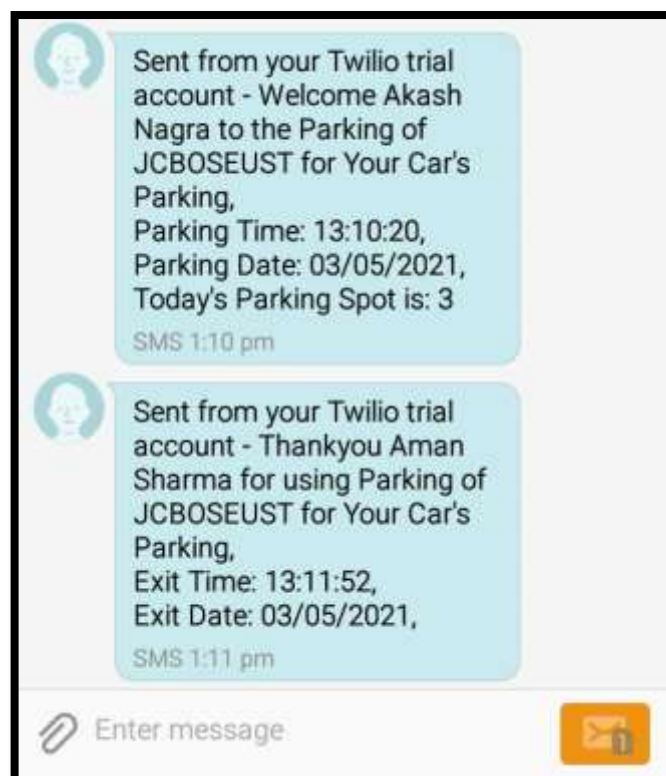 Sent from your Twilio trial
account - Welcome Akash
Nagra to the Parking of
JCBOSEUST for Your Car's
Parking,
Parking Time: 13:10:20,
Parking Date: 03/05/2021,
Today's Parking Spot is: 3
SMS 1:10 pm
Sent from your Twilio trial
account - Thankyou Aman
Sharma for using Parking of
JCBOSEUST for Your Car's
Parking,
Exit Time: 13:11:52,
Exit Date: 03/05/2021,
SMS 1:11 pm
Enter message
1